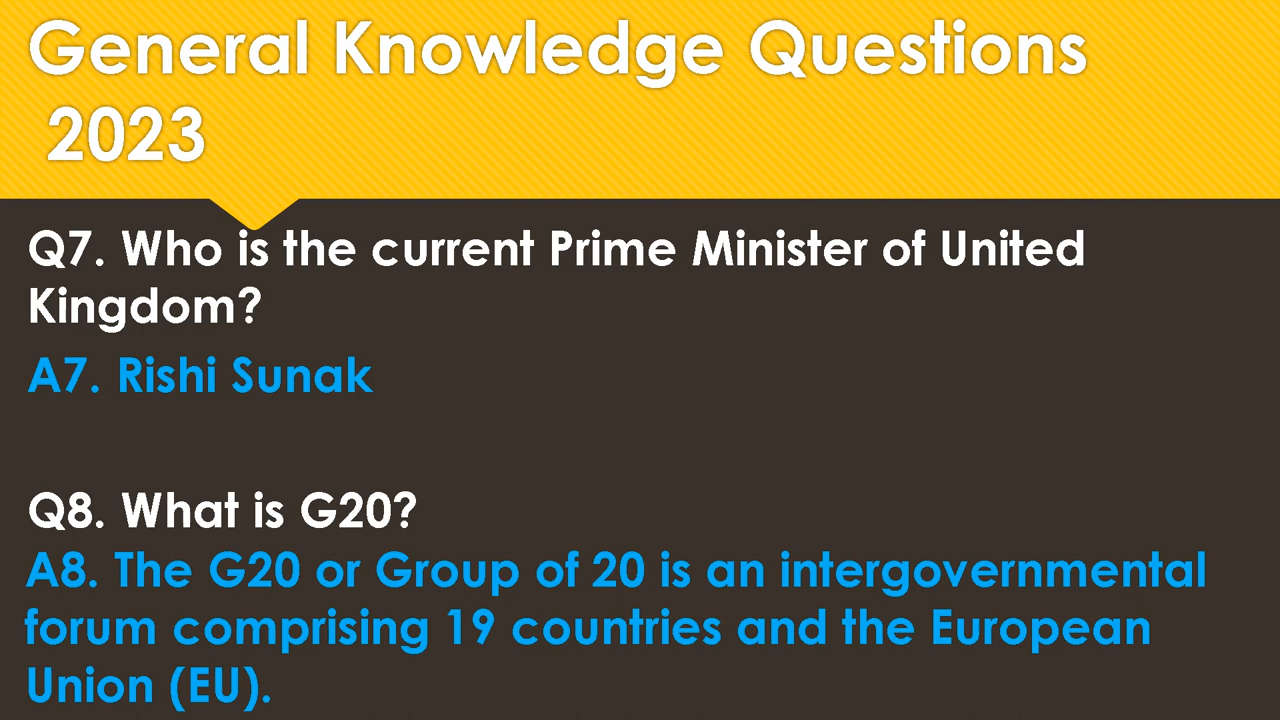 General Knowledge Questions
2023
Q7. Who is the current Prime Minister of United
Kingdom?
A7. Rishi Sunak
Q8. What is G20?
A8. The G20 or Group of 20 is an intergovernmental
forum comprising 19 countries and the European
Union (EU).